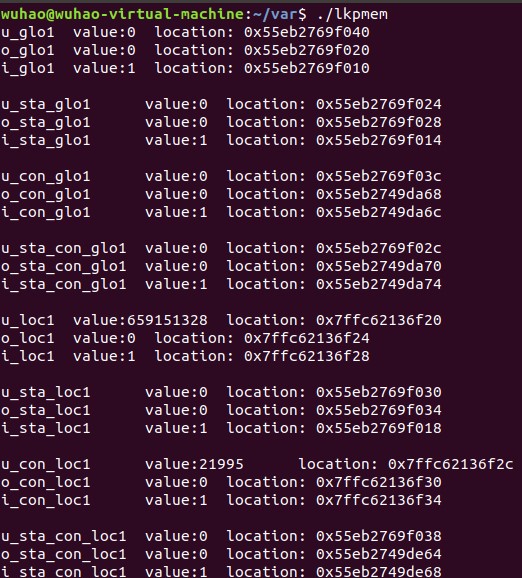 wuhao@wuhao-virtual-machine:~/var$ ./lkpmem
u_glo1  value:0  location: 0x55eb2769f040
o_glo1  value:0  location: 0x55eb2769f020
i_glo1  value:1  location: 0x55eb2769f010

u_sta_glo1      value:0  location: 0x55eb2769f024
o_sta_glo1      value:0  location: 0x55eb2769f028
i_sta_glo1      value:1  location: 0x55eb2769f014

u_con_glo1      value:0  location: 0x55eb2769f03c
o_con_glo1      value:0  location: 0x55eb2749da68
i_con_glo1      value:1  location: 0x55eb2749da6c

u_sta_con_glo1  value:0  location: 0x55eb2769f02c
o_sta_con_glo1  value:0  location: 0x55eb2749da70
i_sta_con_glo1  value:1  location: 0x55eb2749da74

u_loc1  value:659151328  location: 0x7ffc62136f20
o_loc1  value:0  location: 0x7ffc62136f24
i_loc1  value:1  location: 0x7ffc62136f28

u_sta_loc1      value:0  location: 0x55eb2769f030
o_sta_loc1      value:0  location: 0x55eb2769f034
i_sta_loc1      value:1  location: 0x55eb2769f018

u_con_loc1      value:21995      location: 0x7ffc62136f2c
o_con_loc1      value:0  location: 0x7ffc62136f30
i_con_loc1      value:1  location: 0x7ffc62136f34

u_sta_con_loc1  value:0  location: 0x55eb2769f038
o_sta_con_loc1  value:0  location: 0x55eb2749de64
i_sta_con_loc1  value:1  location: 0x55eb2749de68